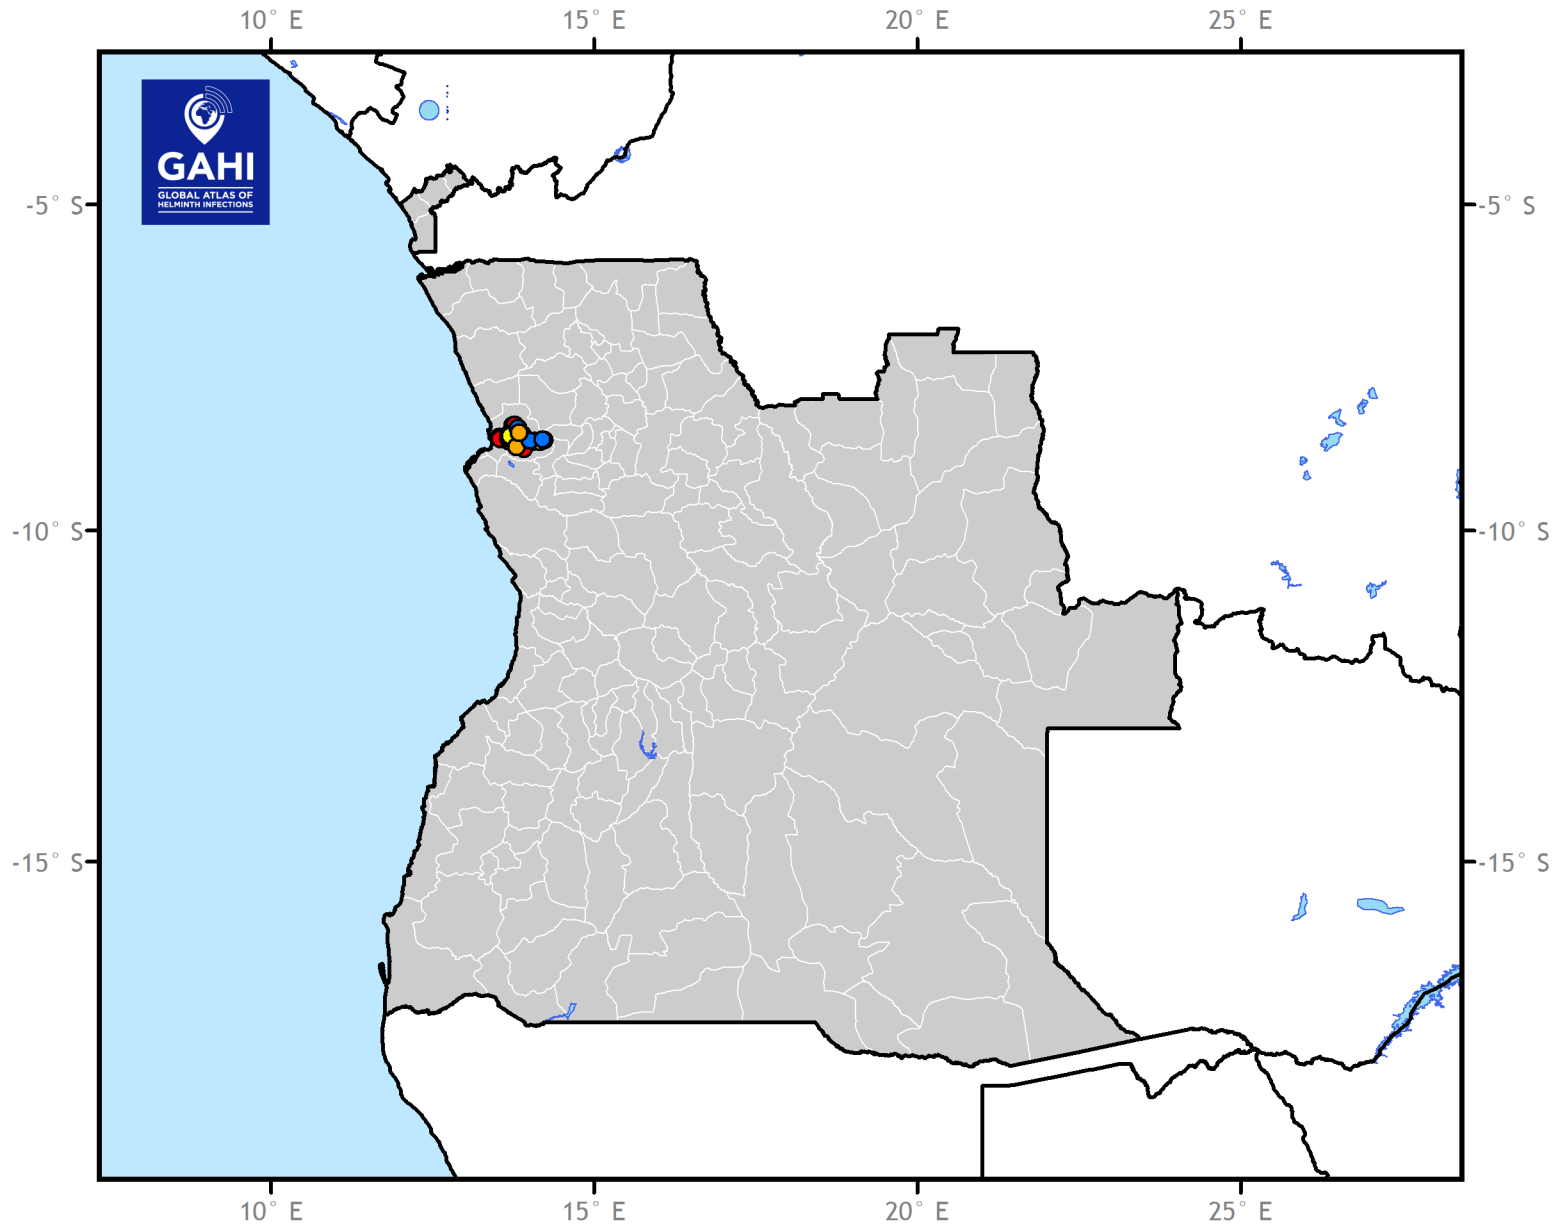 10° E 15° E 20° E 25° E
GAHI
GLOBAL ATLAS OF
HELMINTH INFECTIONS
-5° S -5° S
-10° S -10° S
-15° S -15° S
10° E 15° E 20° E 25° E